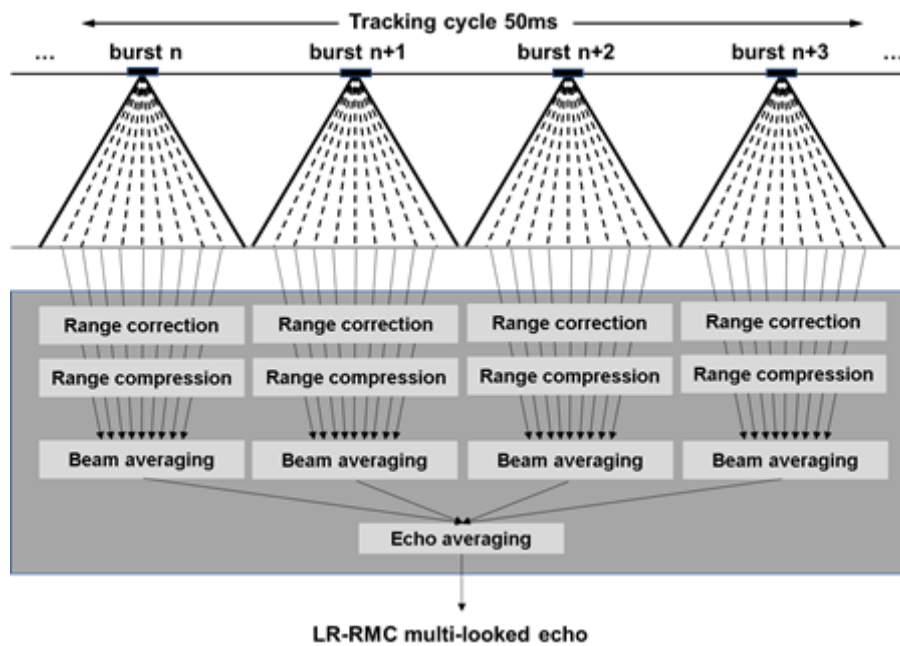 Tracking cycle 50ms
... burst n burst n+1 burst n+2 burst n+3 ...
Range correction Range correction Range correction Range correction
Range compression Range compression Range compression Range compression
Beam averaging Beam averaging Beam averaging Beam averaging
Echo averaging
LR-RMC multi-looked echo